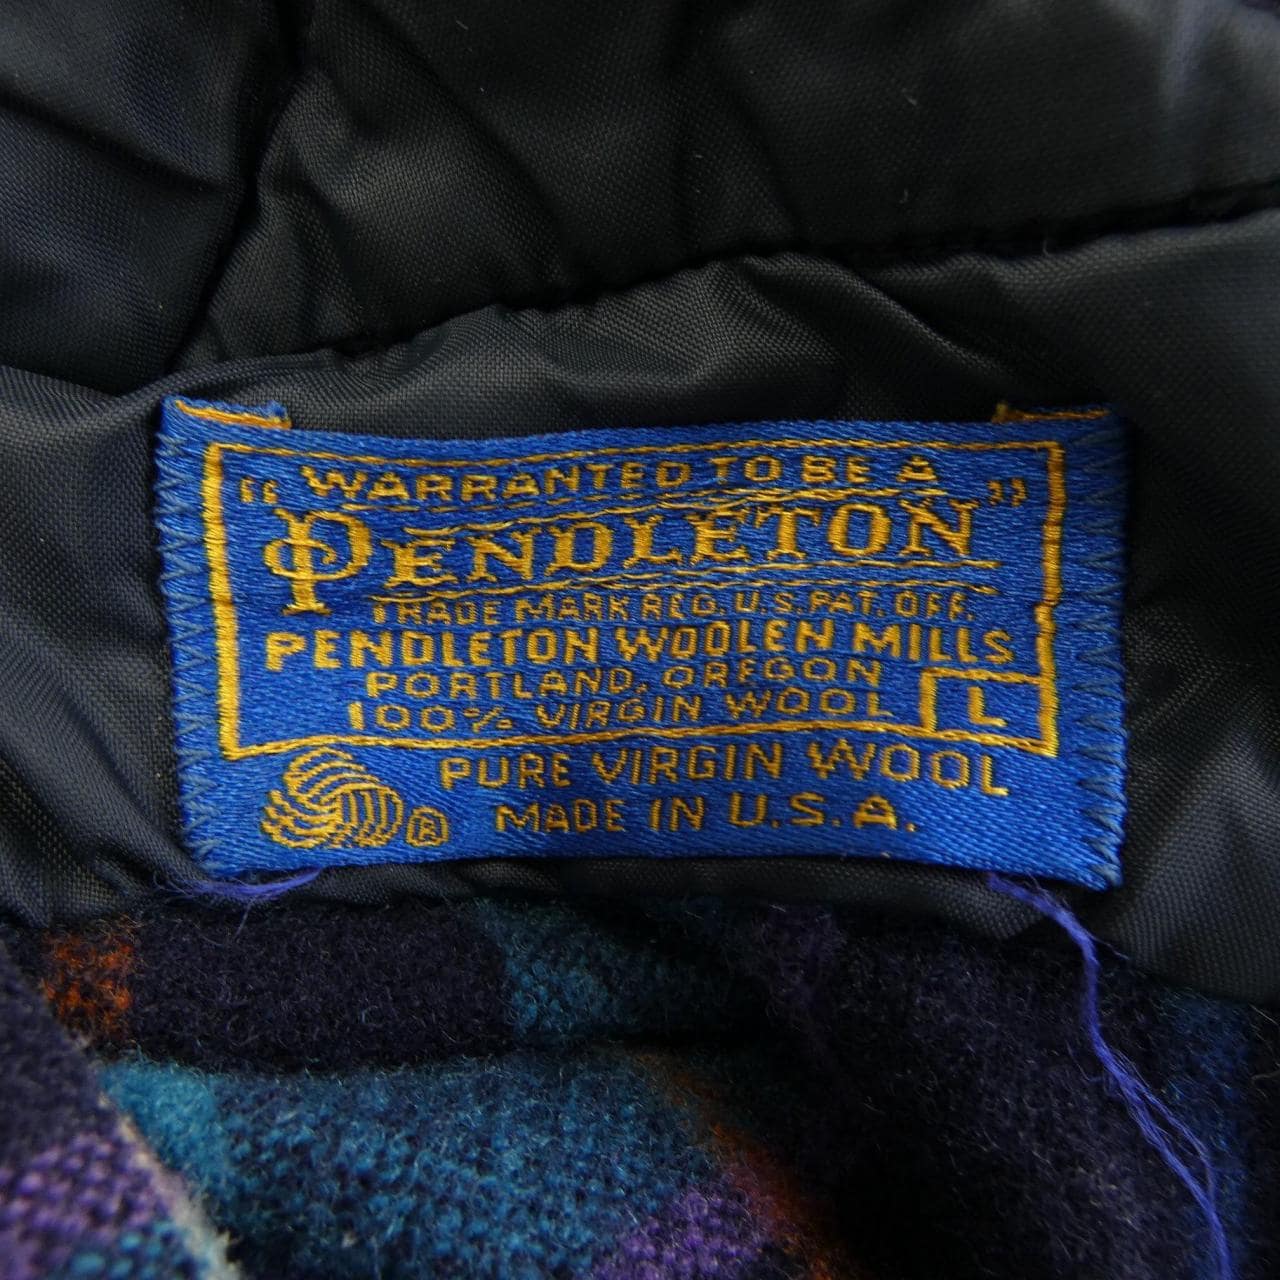 "WARRANTED TO BE A
PENDLETON"
TRADE MARK REG. U.S. PAT. OFF.
PENDLETON WOOLEN MILLS
PORTLAND, OREGON
100% VIRGIN WOOL L
PURE VIRGIN WOOL
® MADE IN U.S.A.